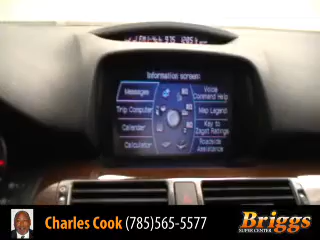 Information screen
Messages
Voice
Command Help
Trip Computer
Map Legend
Calendar
Key to
Zagat Ratings
Calculator
Roadside
Assistance
Charles Cook (785)565-5577
Briggs
SUPERCENTER